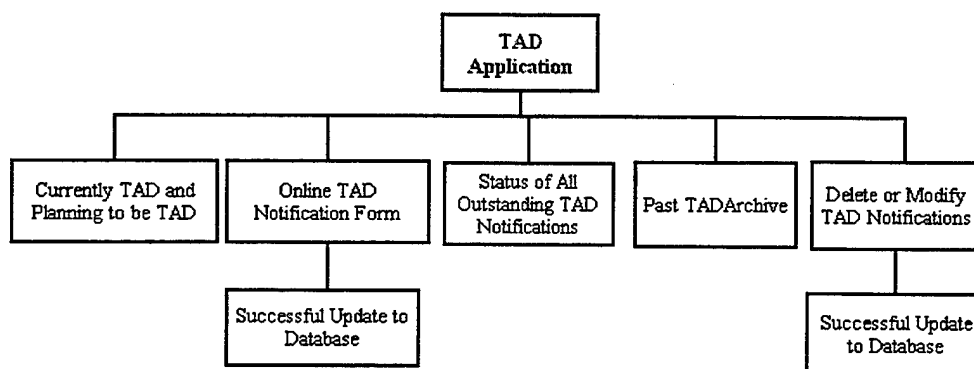 TAD
Application
Currently TAD and
Planning to be TAD
Online TAD
Notification Form
Status of All
Outstanding TAD
Notifications
Past TADArchive
Delete or Modify
TAD Notifications
Successful Update to
Database
Successful Update
to Database